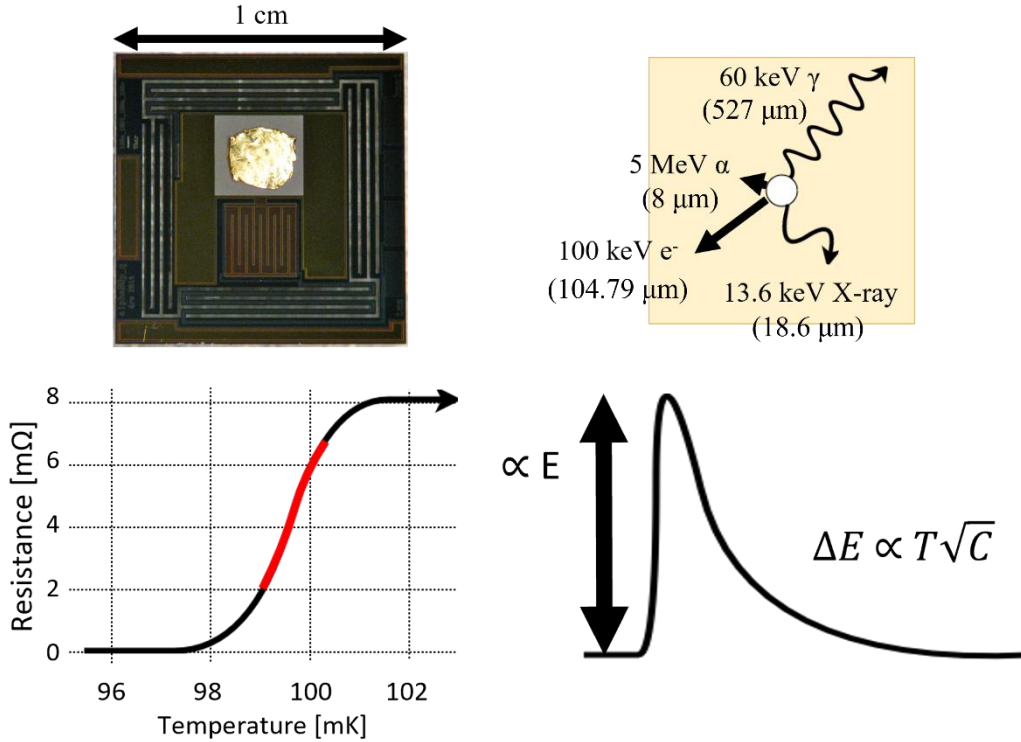 1 cm
60 keV γ
(527 μm)
5 MeV α
(8 μm)
100 keV e-
(104.79 μm)
13.6 keV X-ray
(18.6 μm)
Resistance [mΩ]
8
6
4
2
0
96 98 100 102
Temperature [mK]
∝ E
ΔE ∝ T√C